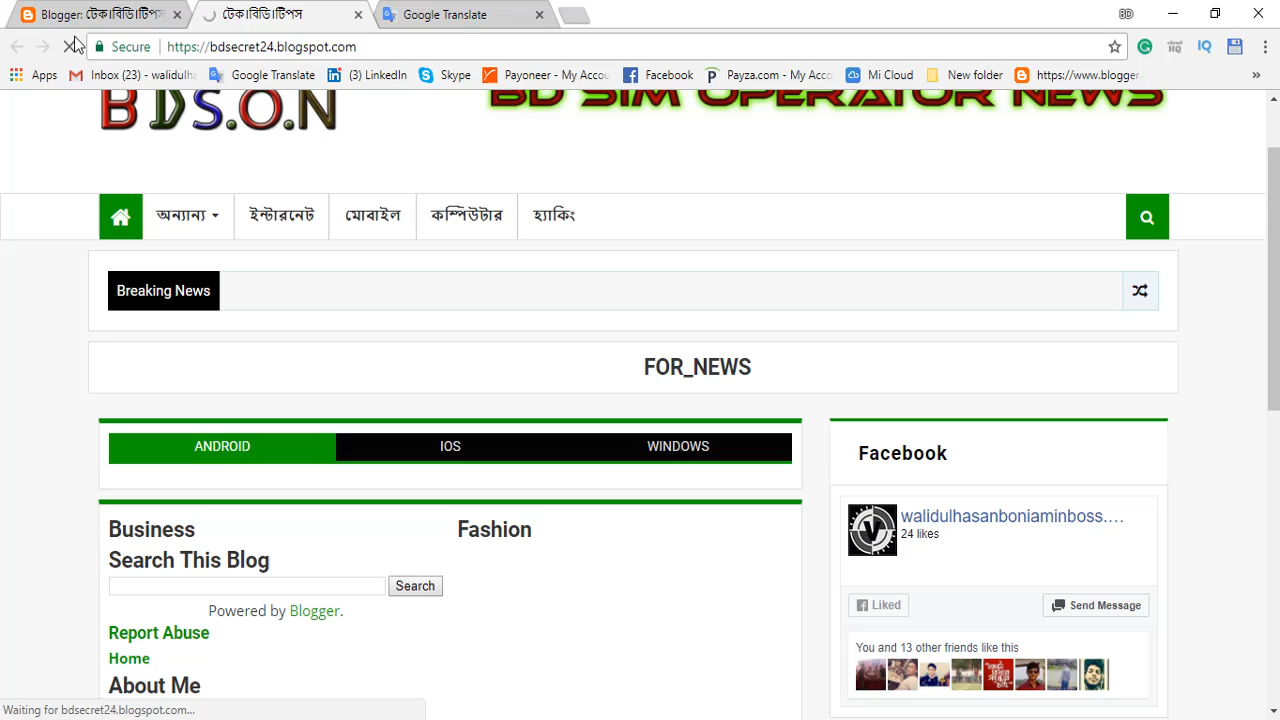 Blogger: টেক।বিডি।টিপস
টেক।বিডি।টিপস
Google Translate
BD
Secure
https://bdsecret24.blogspot.com
Apps
Inbox (23) - walidulha
Google Translate
(3) LinkedIn
Skype
Payoneer - My Accou
Facebook
Payza.com - My Acco
Mi Cloud
New folder
https://www.blogger.
BDS.O.N
BD SIM OPERATOR NEWS
অন্যান্য
ইন্টারনেট
মোবাইল
কম্পিউটার
হ্যাকিং
Breaking News
FOR_NEWS
ANDROID
IOS
WINDOWS
Facebook
walidulhasanboniaminboss.…
24 likes
Liked
Send Message
You and 13 other friends like this
Business
Fashion
Search This Blog
Search
Powered by Blogger.
Report Abuse
Home
About Me
Waiting for bdsecret24.blogspot.com...